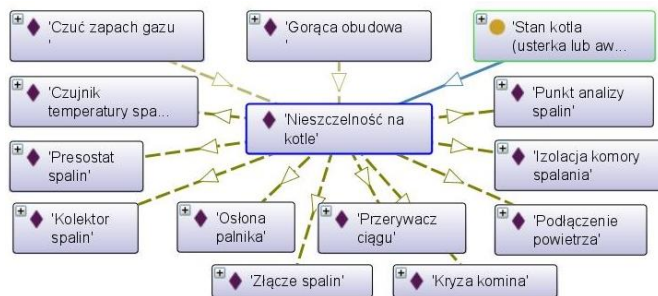 'Czuć zapach gazu
'
'Gorąca obudowa
'
'Stan kotla
(usterka lub aw...
'Czujnik
temperatury spa...
'Nieszczelność na
kotle'
'Punkt analizy
spalin'
'Presostat
spalin'
'Izolacja komory
spalania'
'Kolektor
spalin'
'Osłona
palnika'
'Przerywacz
ciągu'
'Podłączenie
powietrza'
'Złącze spalin'
'Kryza komina'